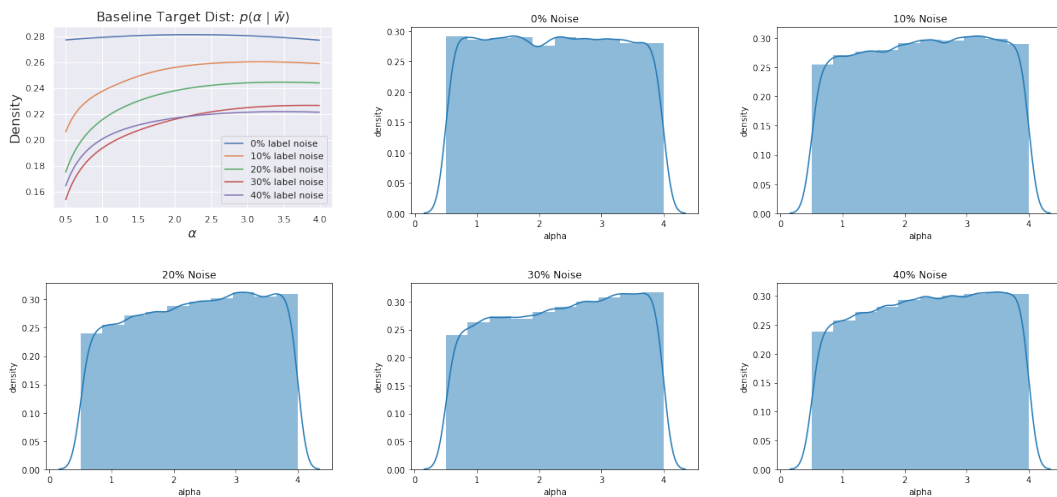 Baseline Target Dist: p(α | w̄)
Density
0.28
0.26
0.24
0.22
0.20
0.18
0.16
0.5 1.0 1.5 2.0 2.5 3.0 3.5 4.0
α
0% label noise
10% label noise
20% label noise
30% label noise
40% label noise
0% Noise
density
0.30
0.25
0.20
0.15
0.10
0.05
0.00
0 1 2 3 4
alpha
10% Noise
density
0.30
0.25
0.20
0.15
0.10
0.05
0.00
0 1 2 3 4
alpha
20% Noise
density
0.30
0.25
0.20
0.15
0.10
0.05
0.00
0 1 2 3 4
alpha
30% Noise
density
0.30
0.25
0.20
0.15
0.10
0.05
0.00
0 1 2 3 4
alpha
40% Noise
density
0.30
0.25
0.20
0.15
0.10
0.05
0.00
0 1 2 3 4
alpha